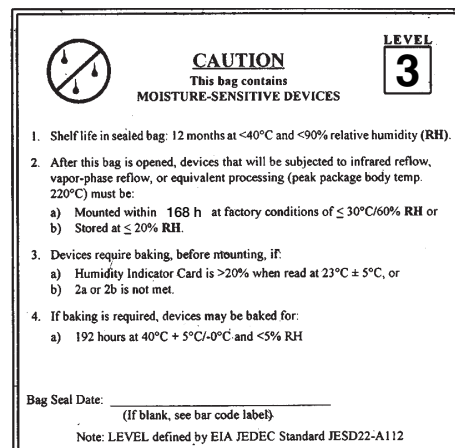 LEVEL
3
CAUTION
This bag contains
MOISTURE-SENSITIVE DEVICES
1. Shelf life in sealed bag: 12 months at <40°C and <90% relative humidity (RH).
2. After this bag is opened, devices that will be subjected to infrared reflow,
vapor-phase reflow, or equivalent processing (peak package body temp.
220°C) must be:
a) Mounted within 168 h at factory conditions of ≤ 30°C/60% RH or
b) Stored at ≤ 20% RH.
3. Devices require baking, before mounting, if:
a) Humidity Indicator Card is >20% when read at 23°C ± 5°C, or
b) 2a or 2b is not met.
4. If baking is required, devices may be baked for:
a) 192 hours at 40°C + 5°C/-0°C and <5% RH
Bag Seal Date:
(If blank, see bar code label)
Note: LEVEL defined by EIA JEDEC Standard JESD22-A112